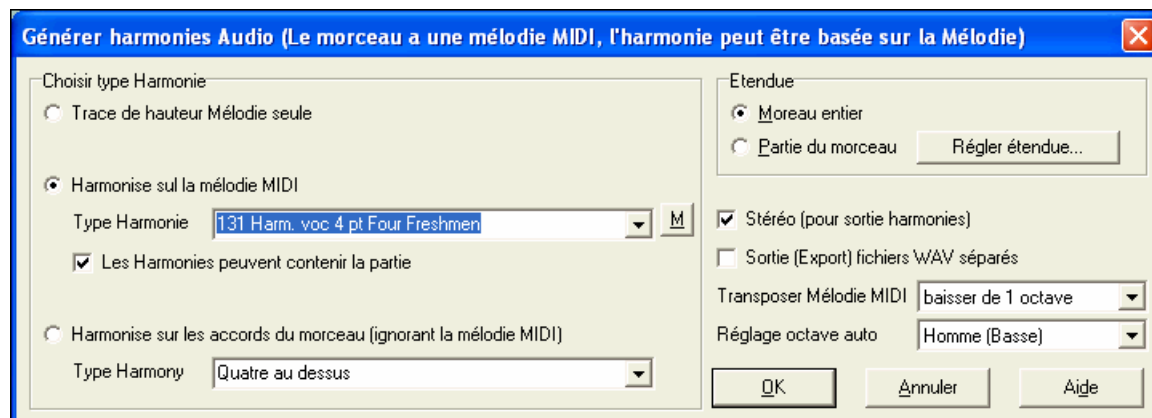 Générer harmonies Audio (Le morceau a une mélodie MIDI, l'harmonie peut être basée sur la Mélodie)
Choisir type Harmonie
Trace de hauteur Mélodie seule
Harmonise sul la mélodie MIDI
Type Harmonie 131 Harm. voc 4 pt Four Freshmen M
Les Harmonies peuvent contenir la partie
Harmonise sur les accords du morceau (ignorant la mélodie MIDI)
Type Harmony Quatre au dessus
Etendue
Moreau entier
Partie du morceau Régler étendue...
Stéréo (pour sortie harmonies)
Sortie (Export) fichiers WAV séparés
Transposer Mélodie MIDI baisser de 1 octave
Réglage octave auto Homme (Basse)
OK Annuler Aide